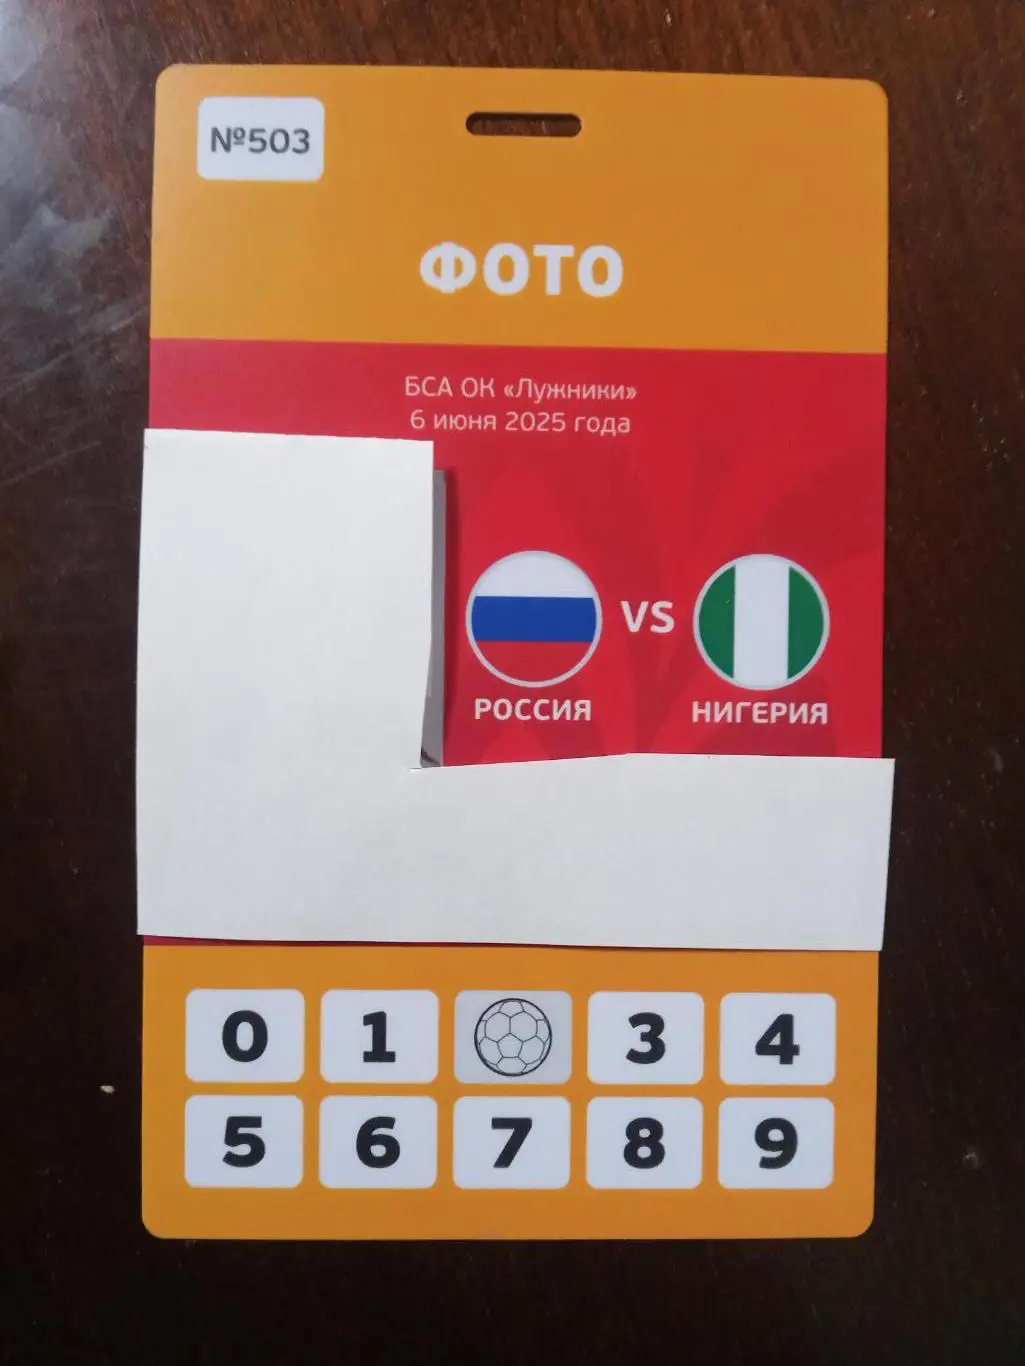 №503
ФОТО
БСА ОК «Лужники»
6 июня 2025 года
VS
РОССИЯ
НИГЕРИЯ
0 1 3 4
5 6 7 8 9